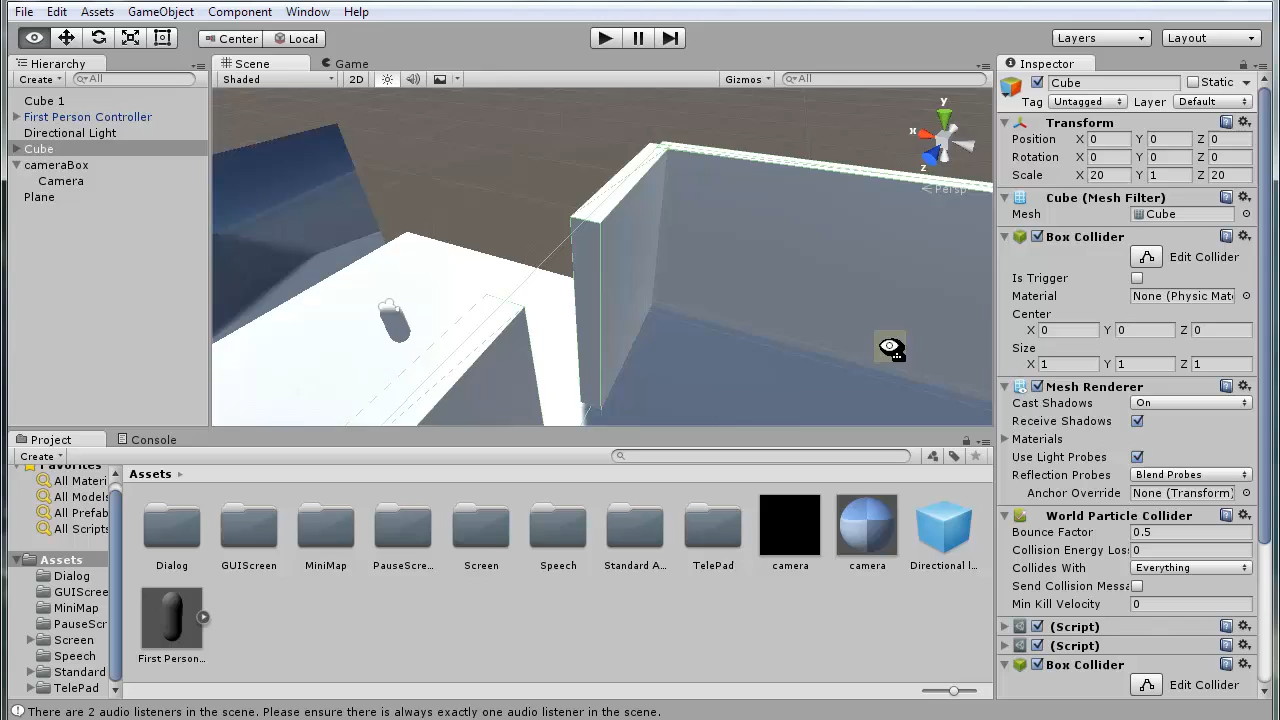 File Edit Assets GameObject Component Window Help
Center Local Layers Layout
Hierarchy Scene Game Inspector
Create All Shaded 2D Gizmos All Cube Static
Tag Untagged Layer Default
Cube 1
First Person Controller
Directional Light
Cube
cameraBox
Camera
Plane
y
x
z
Persp
Transform
Position X 0 Y 0 Z 0
Rotation X 0 Y 0 Z 0
Scale X 20 Y 1 Z 20
Cube (Mesh Filter)
Mesh Cube
Box Collider
Edit Collider
Is Trigger
Material None (Physic Mat
Center
X 0 Y 0 Z 0
Size
X 1 Y 1 Z 1
Mesh Renderer
Cast Shadows On
Receive Shadows
Materials
Use Light Probes
Reflection Probes Blend Probes
Anchor Override None (Transform)
World Particle Collider
Bounce Factor 0.5
Collision Energy Los 0
Collides With Everything
Send Collision Messa
Min Kill Velocity 0
(Script)
(Script)
Box Collider
Edit Collider
Project Console
Create
Favorites
All Materi
All Models
All Prefab
All Scripts
Assets
Dialog
GUIScree
MiniMap
PauseScr
Screen
Speech
Standard
TelePad
Assets
Dialog GUIScreen MiniMap PauseScre... Screen Speech Standard A... TelePad camera camera Directional l...
First Person...
There are 2 audio listeners in the scene. Please ensure there is always exactly one audio listener in the scene.